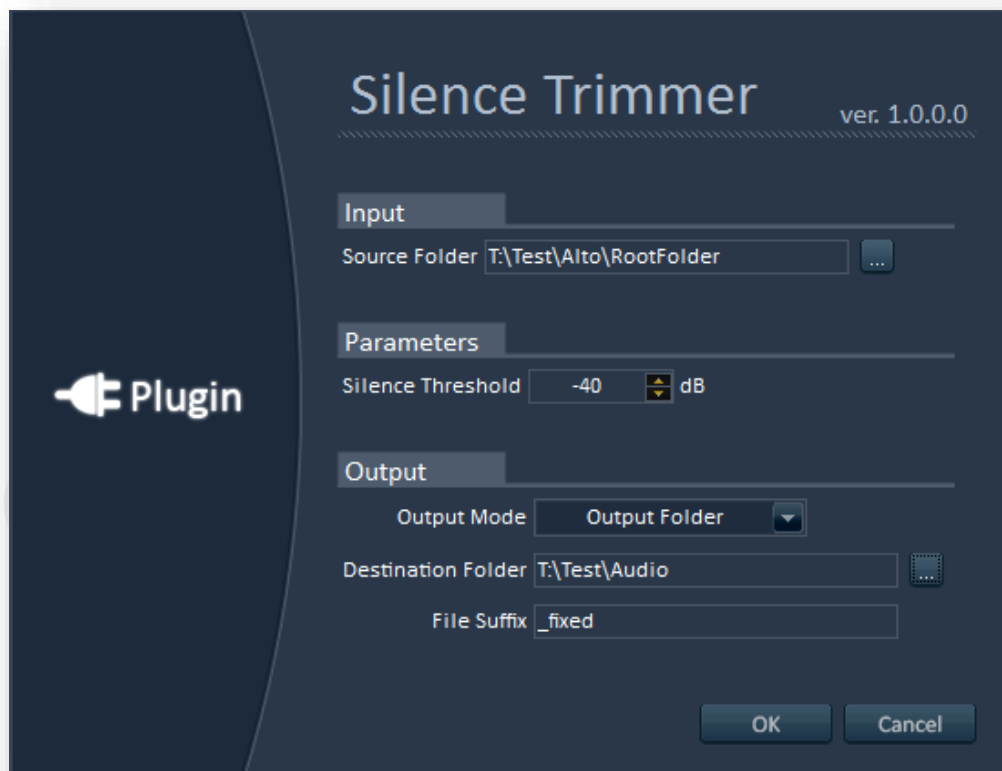 Silence Trimmer ver. 1.0.0.0
Input
Source Folder T:\Test\Alto\RootFolder ...
Parameters
Silence Threshold -40 dB
Plugin
Output
Output Mode Output Folder
Destination Folder T:\Test\Audio ...
File Suffix _fixed
OK Cancel